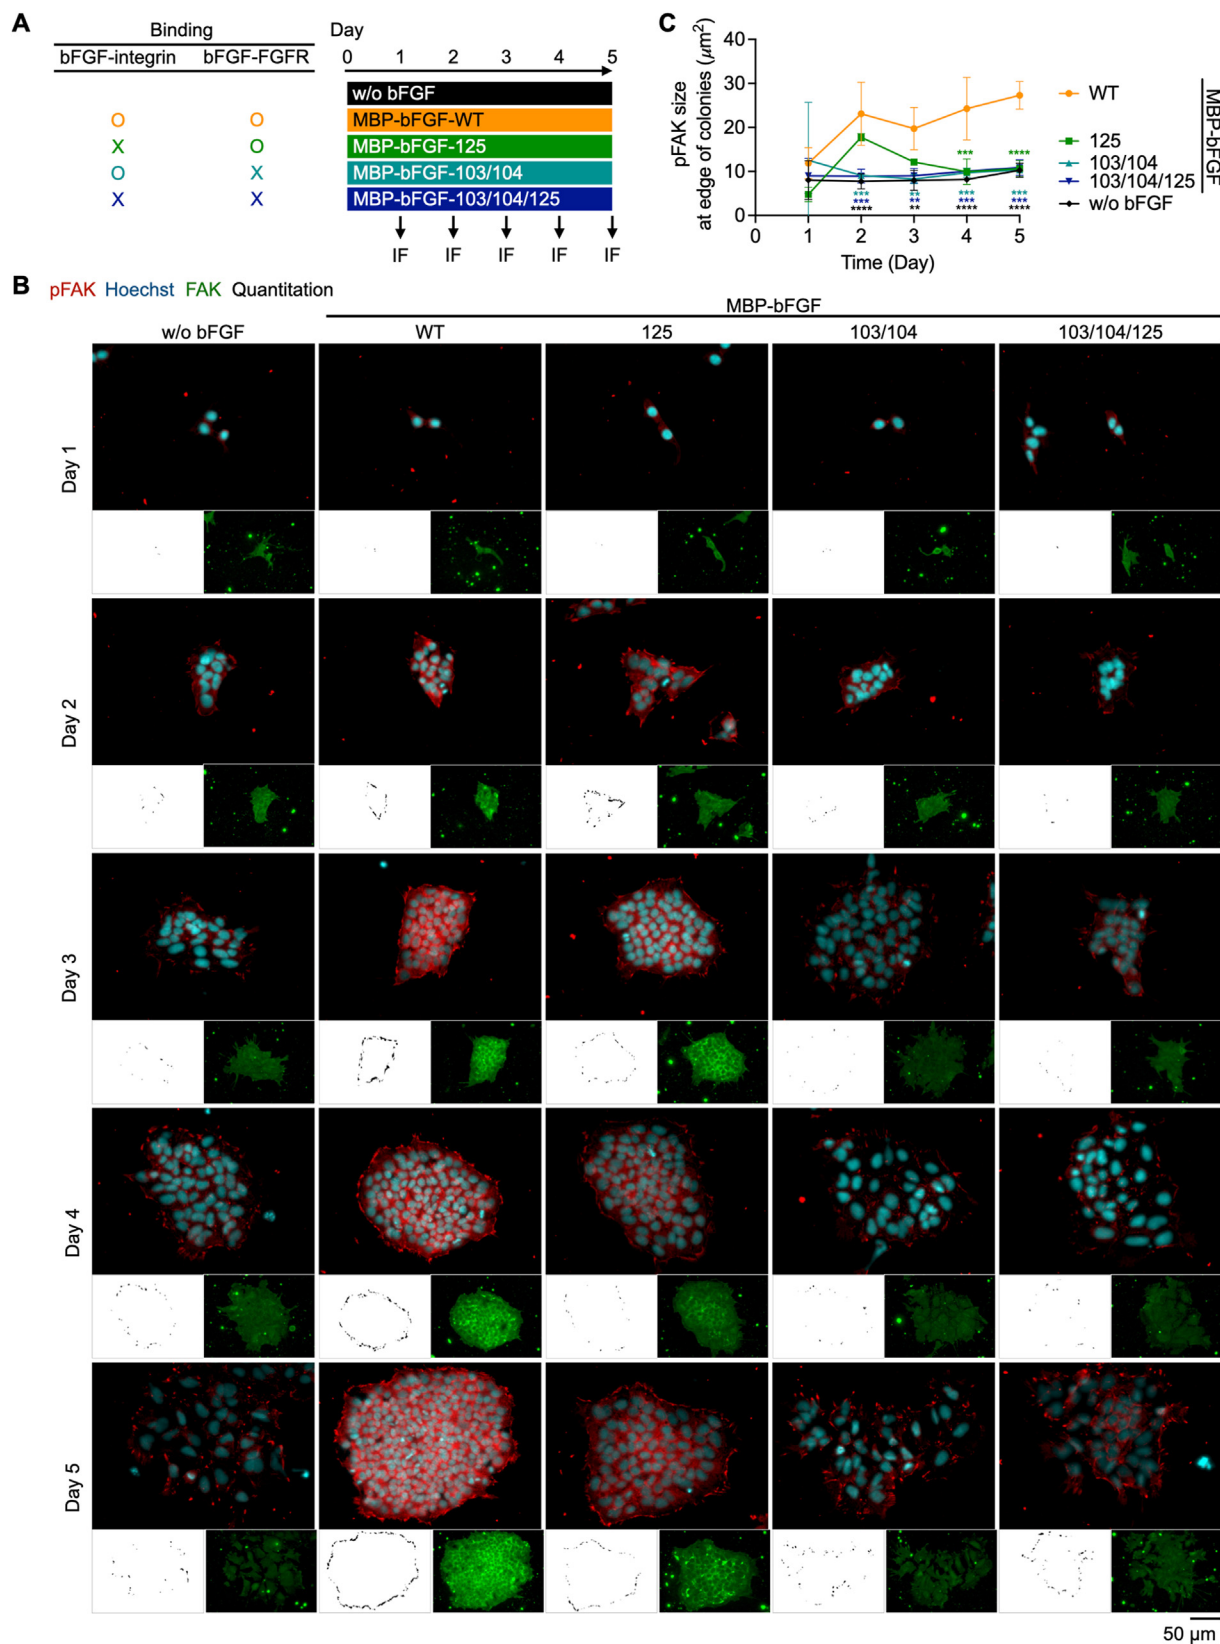 A
Binding
bFGF-integrin bFGF-FGFR
O O
X O
O X
X X
Day
0 1 2 3 4 5
w/o bFGF
MBP-bFGF-WT
MBP-bFGF-125
MBP-bFGF-103/104
MBP-bFGF-103/104/125
IF IF IF IF IF
C
pFAK size
at edge of colonies (μm²)
40
30
20
10
0
0 1 2 3 4 5
Time (Day)
*** ****
*** ** *** ***
*** ** *** ***
**** ** **** ****
WT
125
103/104
103/104/125
w/o bFGF
MBP-bFGF
B pFAK Hoechst FAK Quantitation
MBP-bFGF
w/o bFGF WT 125 103/104 103/104/125
Day 1
Day 2
Day 3
Day 4
Day 5
50 μm